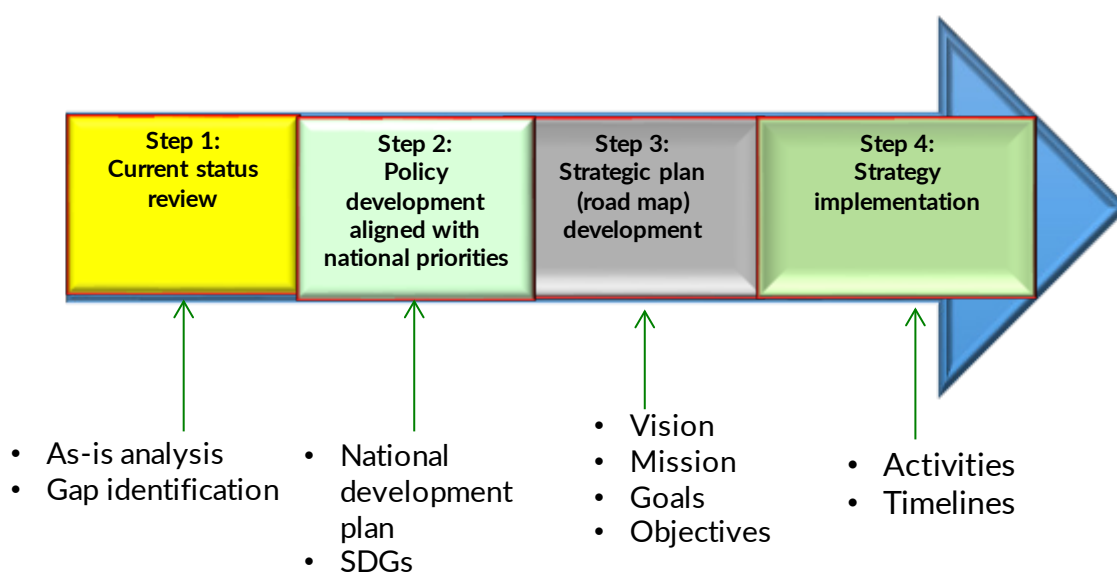 Step 1:
Current status
review
Step 2:
Policy
development
aligned with
national priorities
Step 3:
Strategic plan
(road map)
development
Step 4:
Strategy
implementation
• As-is analysis
• Gap identification
• National
development
plan
• SDGs
• Vision
• Mission
• Goals
• Objectives
• Activities
• Timelines